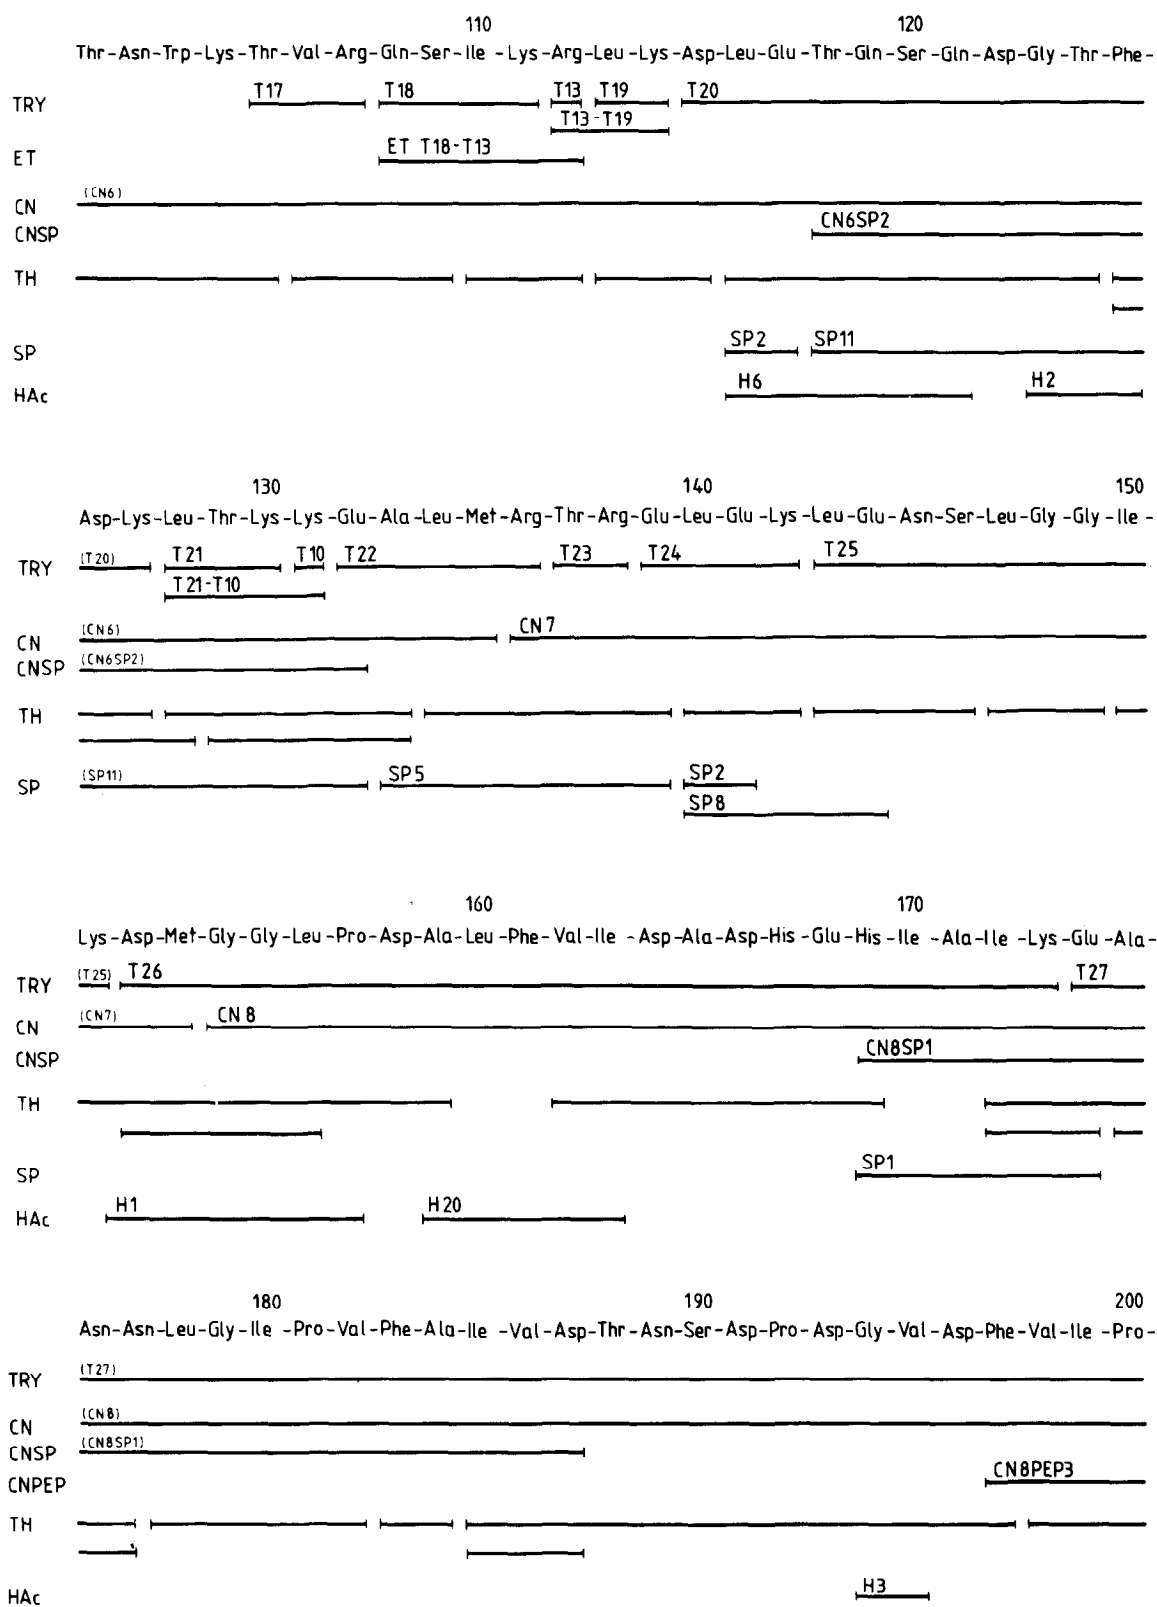 110 120
Thr-Asn-Trp-Lys-Thr-Val-Arg-Gln-Ser-Ile-Lys-Arg-Leu-Lys-Asp-Leu-Glu-Thr-Gln-Ser-Gln-Asp-Gly-Thr-Phe-
TRY T17 T18 T13 T19 T20
T13-T19
ET ET T18-T13
CN (CN6)
CNSP CN6SP2
TH
SP SP2 SP11
HAc H6 H2
130 140 150
Asp-Lys-Leu-Thr-Lys-Lys-Glu-Ala-Leu-Met-Arg-Thr-Arg-Glu-Leu-Glu-Lys-Leu-Glu-Asn-Ser-Leu-Gly-Gly-Ile-
TRY (T20) T21 T10 T22 T23 T24 T25
T21-T10
CN (CN6) CN7
CNSP (CN6SP2)
TH
SP (SP11) SP5 SP2
SP8
160 170
Lys-Asp-Met-Gly-Gly-Leu-Pro-Asp-Ala-Leu-Phe-Val-Ile-Asp-Ala-Asp-His-Glu-His-Ile-Ala-Ile-Lys-Glu-Ala-
TRY (T25) T26 T27
CN (CN7) CN8
CNSP CN8SP1
TH
SP SP1
HAc H1 H20
180 190 200
Asn-Asn-Leu-Gly-Ile-Pro-Val-Phe-Ala-Ile-Val-Asp-Thr-Asn-Ser-Asp-Pro-Asp-Gly-Val-Asp-Phe-Val-Ile-Pro-
TRY (T27)
CN (CN8)
CNSP (CN8SP1)
CNPEP CN8PEP3
TH
HAc H3